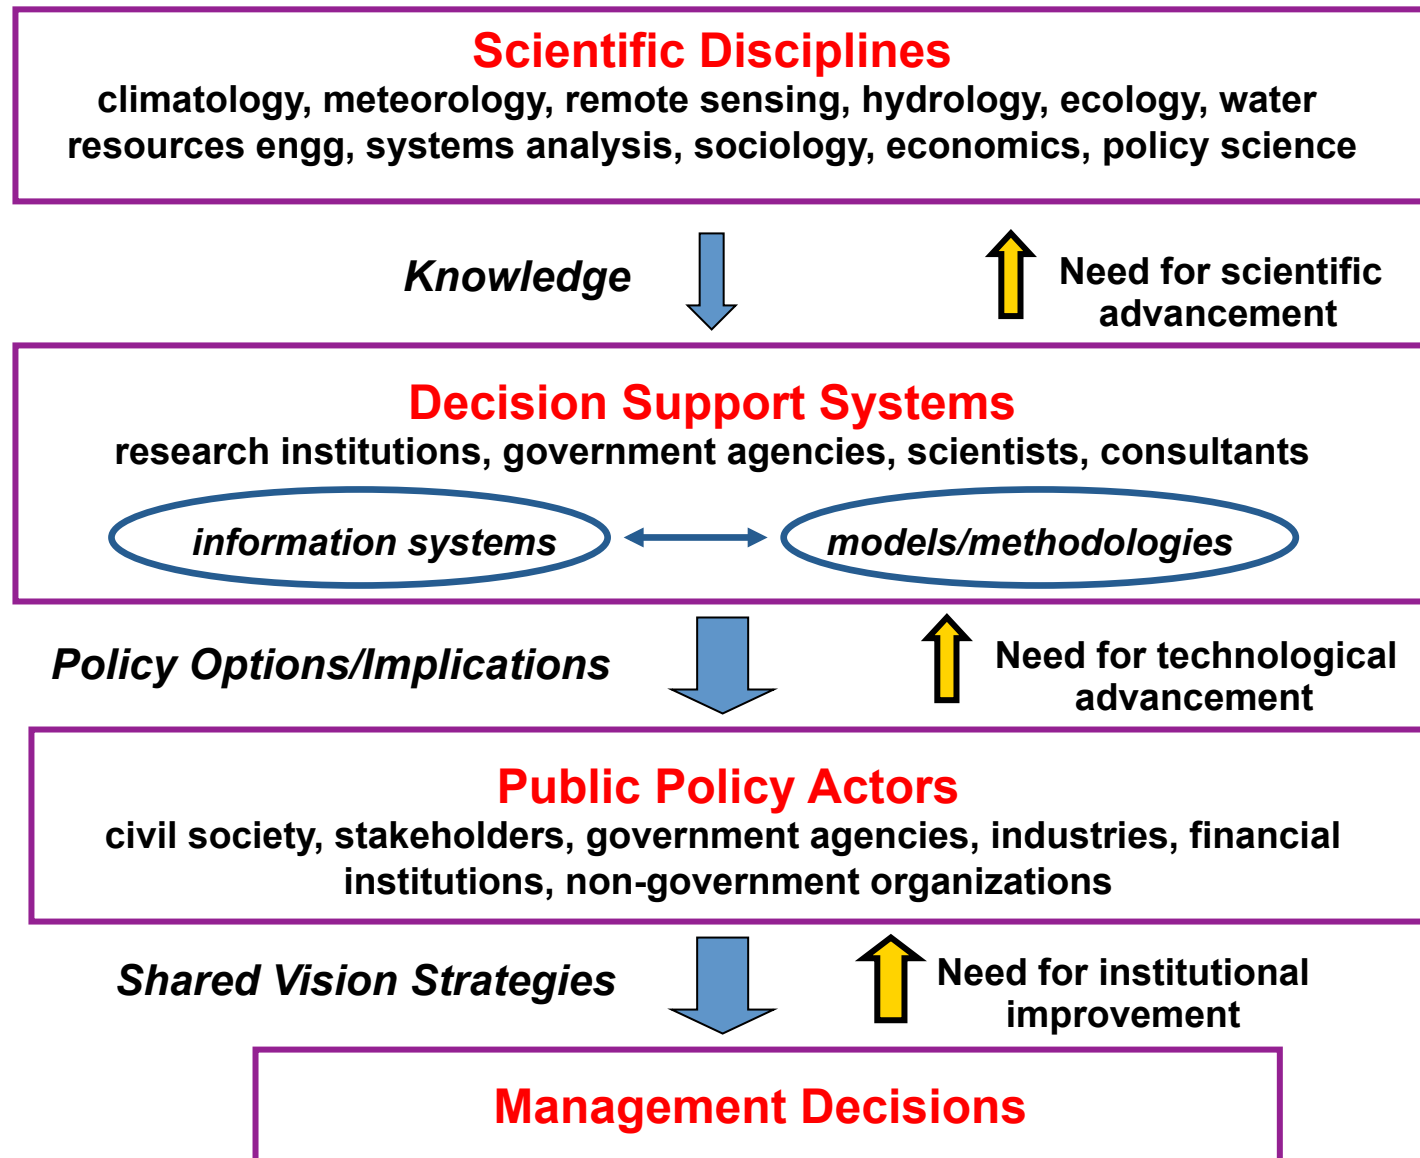 Scientific Disciplines
climatology, meteorology, remote sensing, hydrology, ecology, water
resources engg, systems analysis, sociology, economics, policy science
Knowledge
Need for scientific
advancement
Decision Support Systems
research institutions, government agencies, scientists, consultants
information systems
models/methodologies
Policy Options/Implications
Need for technological
advancement
Public Policy Actors
civil society, stakeholders, government agencies, industries, financial
institutions, non-government organizations
Shared Vision Strategies
Need for institutional
improvement
Management Decisions